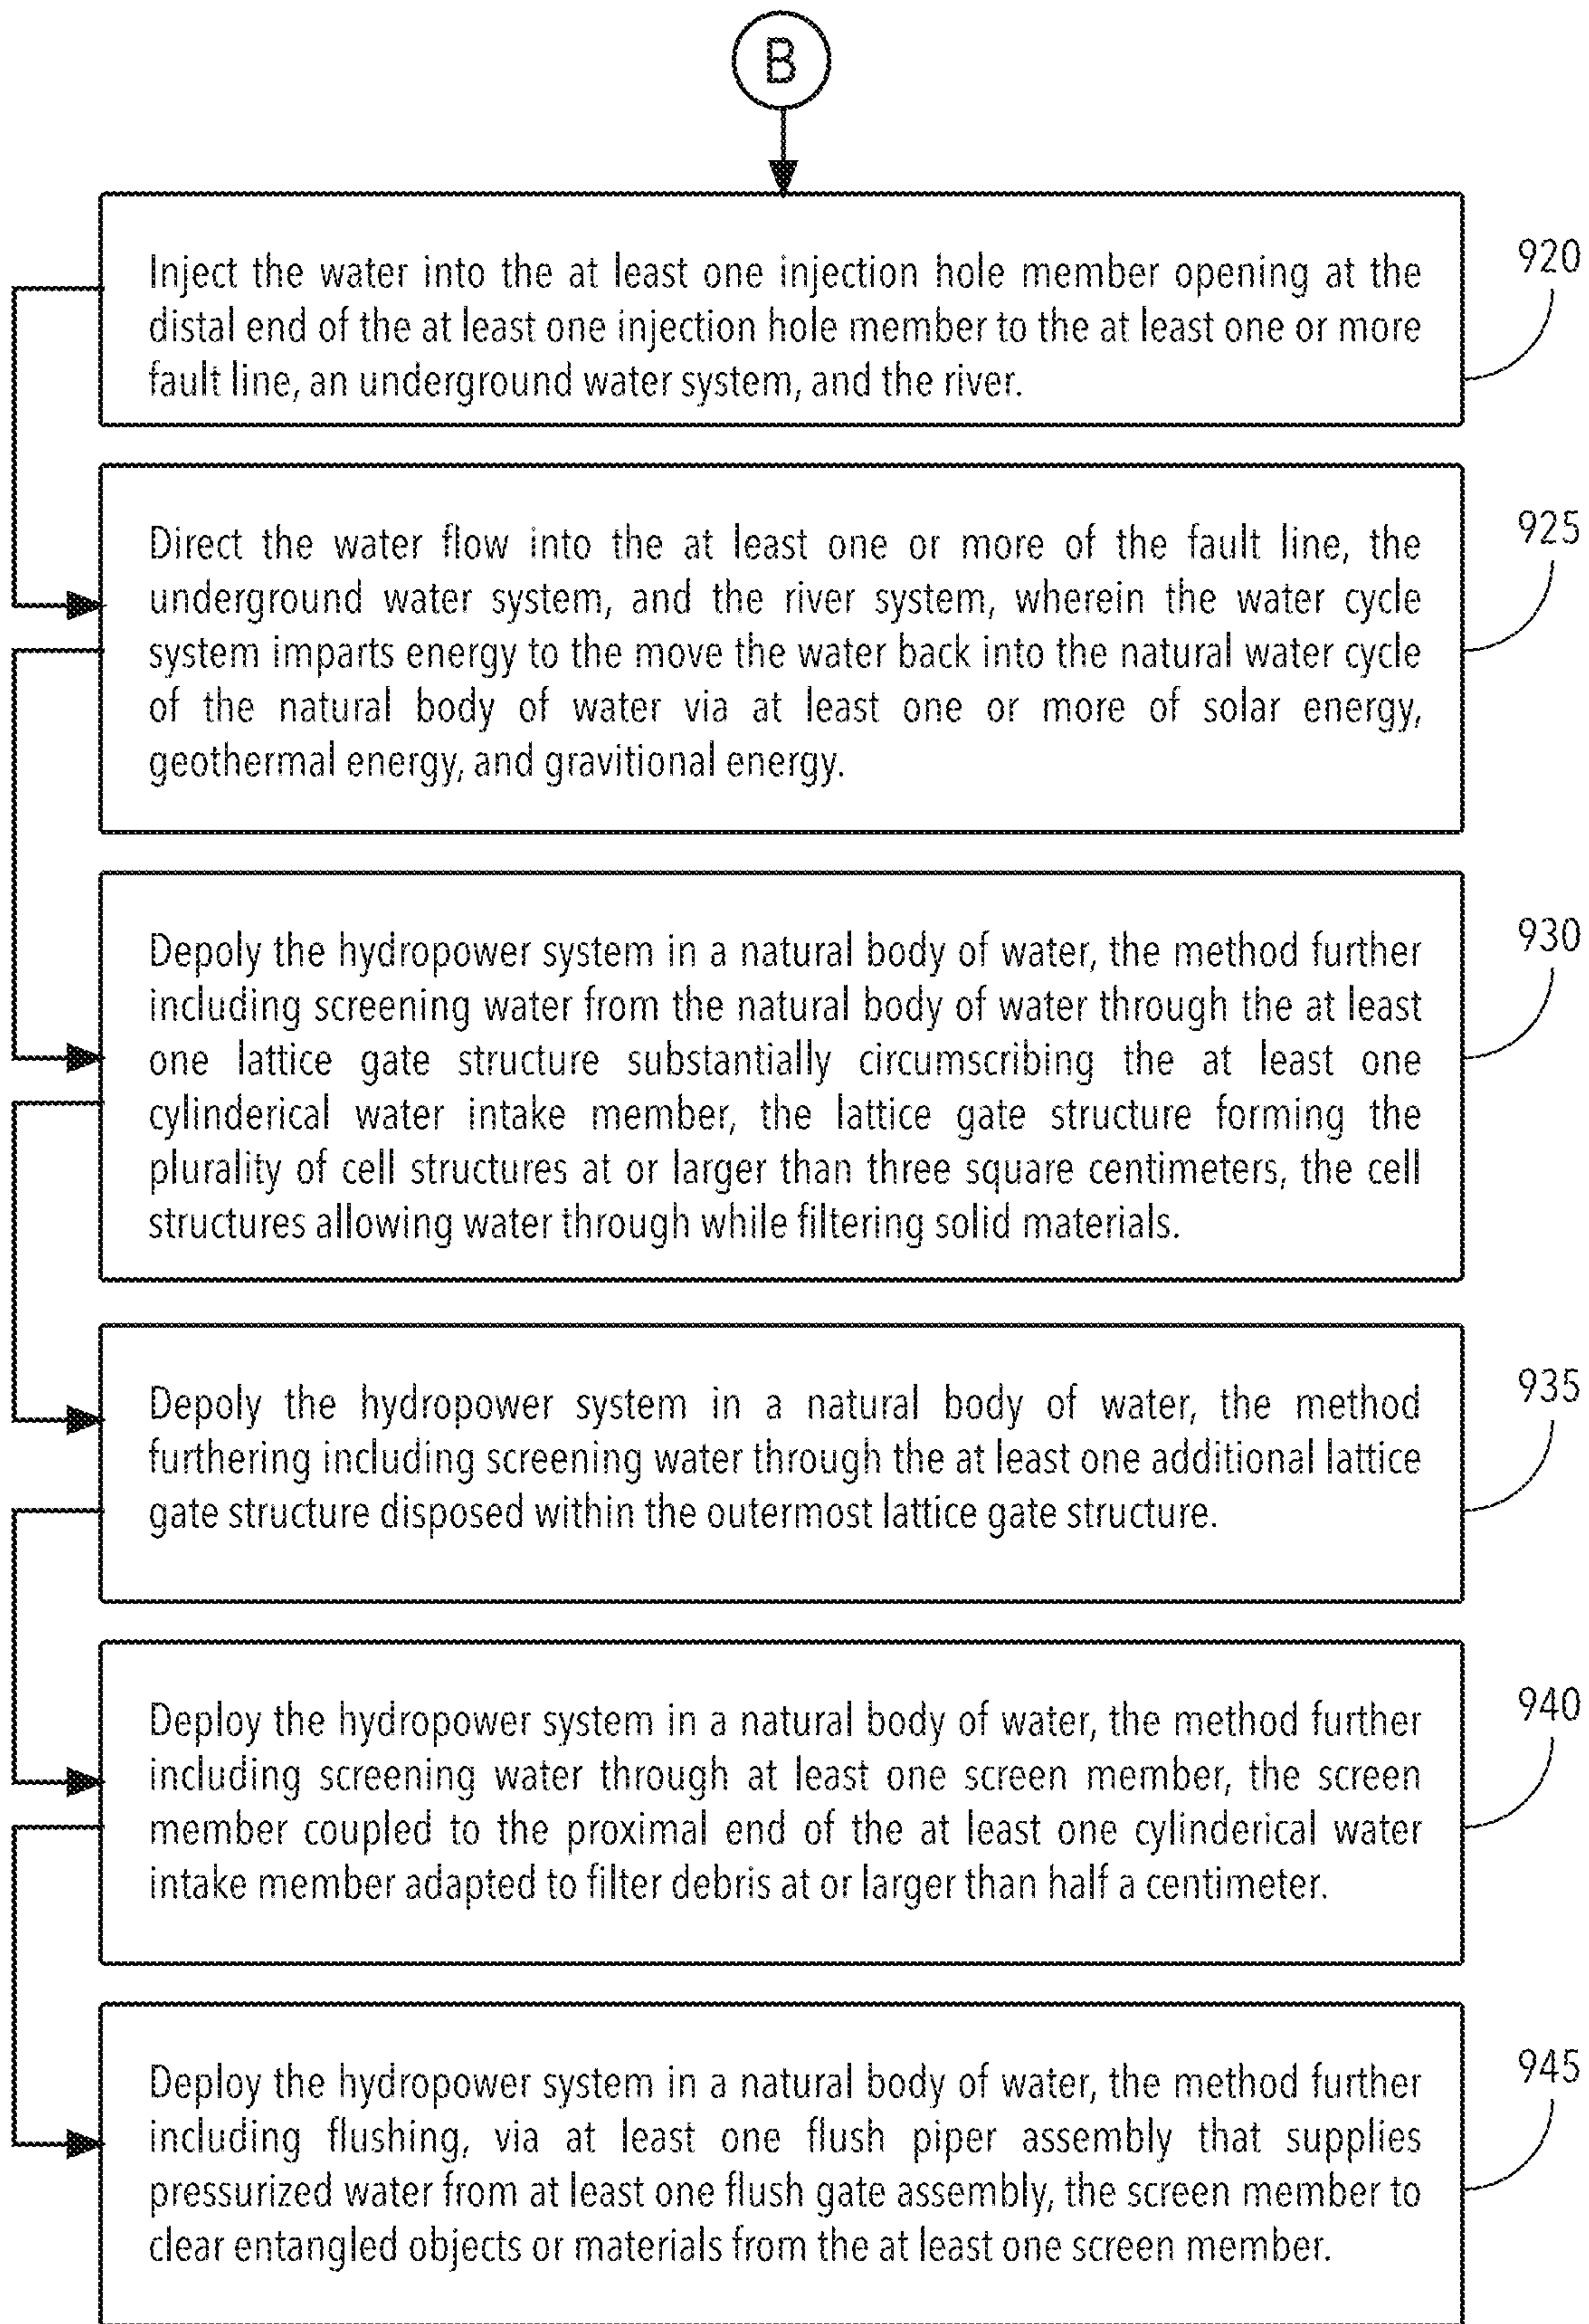 B
Inject the water into the at least one injection hole member opening at the
distal end of the at least one injection hole member to the at least one or more
fault line, an underground water system, and the river.
920
Direct the water flow into the at least one or more of the fault line, the
underground water system, and the river system, wherein the water cycle
system imparts energy to the move the water back into the natural water cycle
of the natural body of water via at least one or more of solar energy,
geothermal energy, and gravitional energy.
925
Depoly the hydropower system in a natural body of water, the method further
including screening water from the natural body of water through the at least
one lattice gate structure substantially circumscribing the at least one
cylinderical water intake member, the lattice gate structure forming the
plurality of cell structures at or larger than three square centimeters, the cell
structures allowing water through while filtering solid materials.
930
Depoly the hydropower system in a natural body of water, the method
furthering including screening water through the at least one additional lattice
gate structure disposed within the outermost lattice gate structure.
935
Deploy the hydropower system in a natural body of water, the method further
including screening water through at least one screen member, the screen
member coupled to the proximal end of the at least one cylinderical water
intake member adapted to filter debris at or larger than half a centimeter.
940
Deploy the hydropower system in a natural body of water, the method further
including flushing, via at least one flush piper assembly that supplies
pressurized water from at least one flush gate assembly, the screen member to
clear entangled objects or materials from the at least one screen member.
945